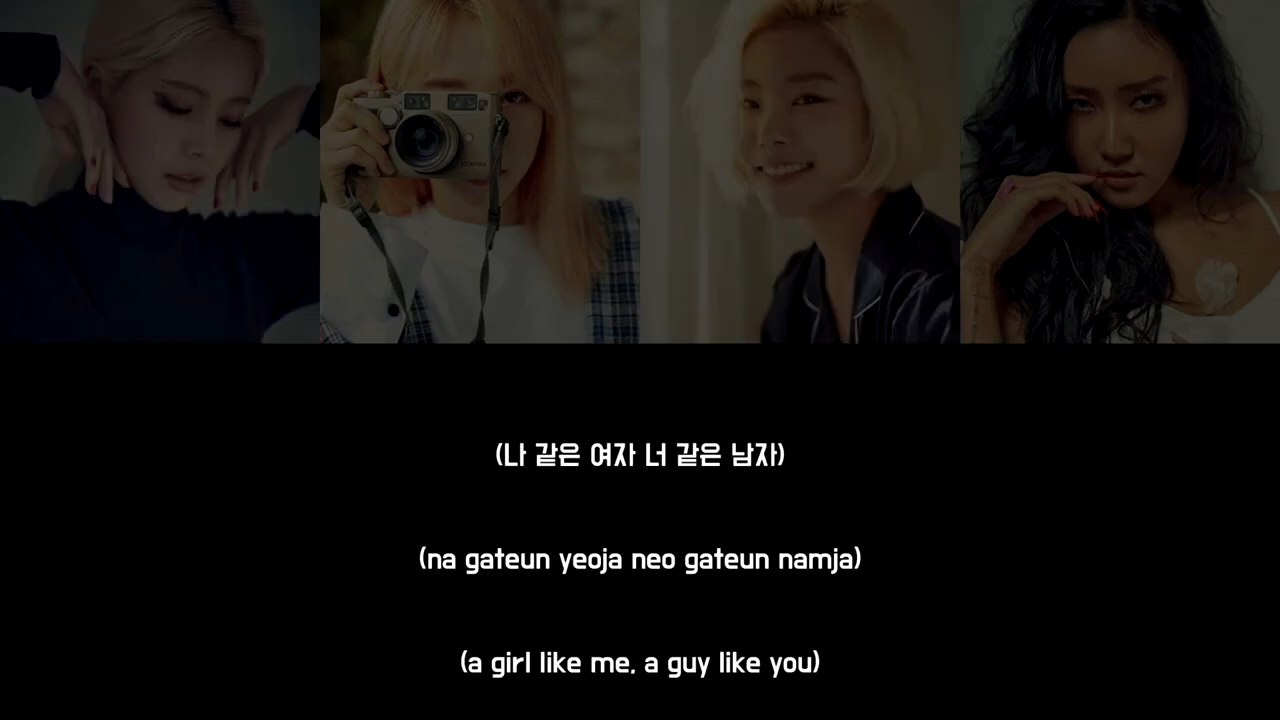 (나 같은 여자 너 같은 남자)
(na gateun yeoja neo gateun namja)
(a girl like me, a guy like you)